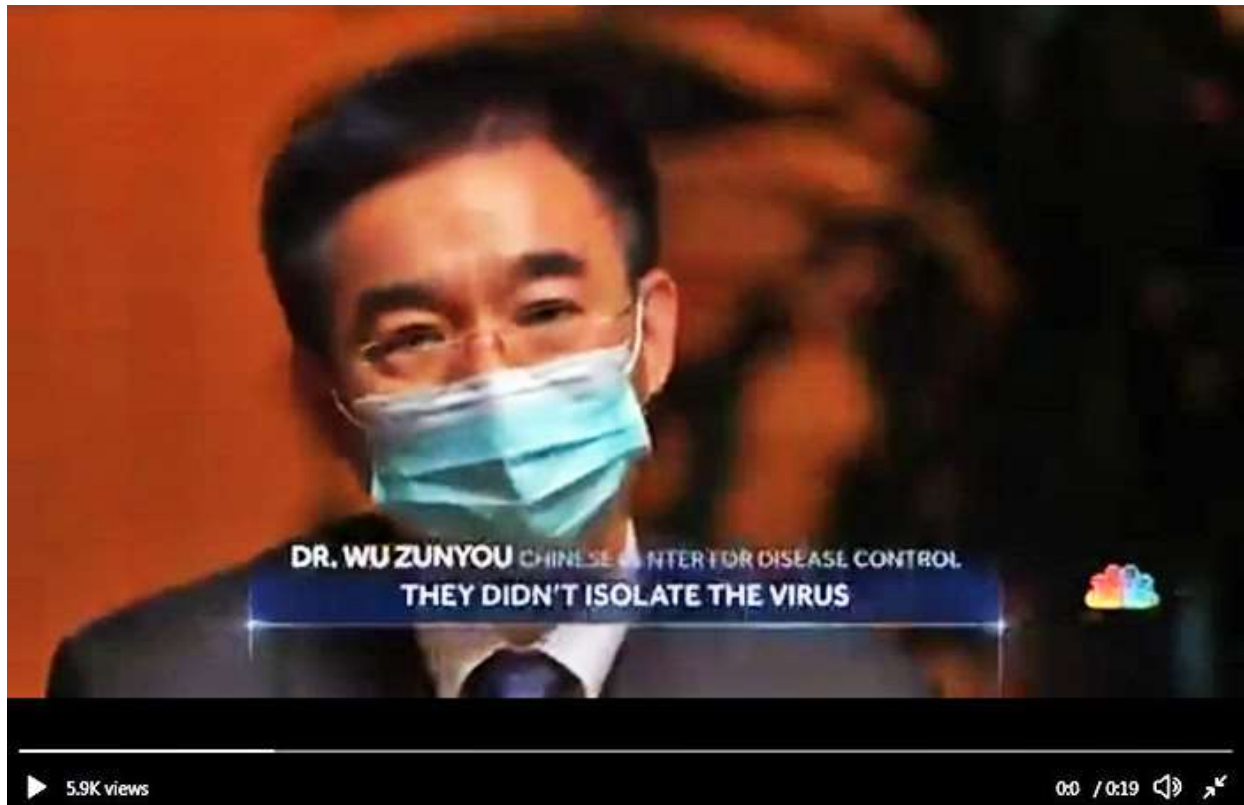 DR. WU ZUNYOU CHINESE CENTER FOR DISEASE CONTROL
THEY DIDN'T ISOLATE THE VIRUS
5.9K views
0:0 / 0:19